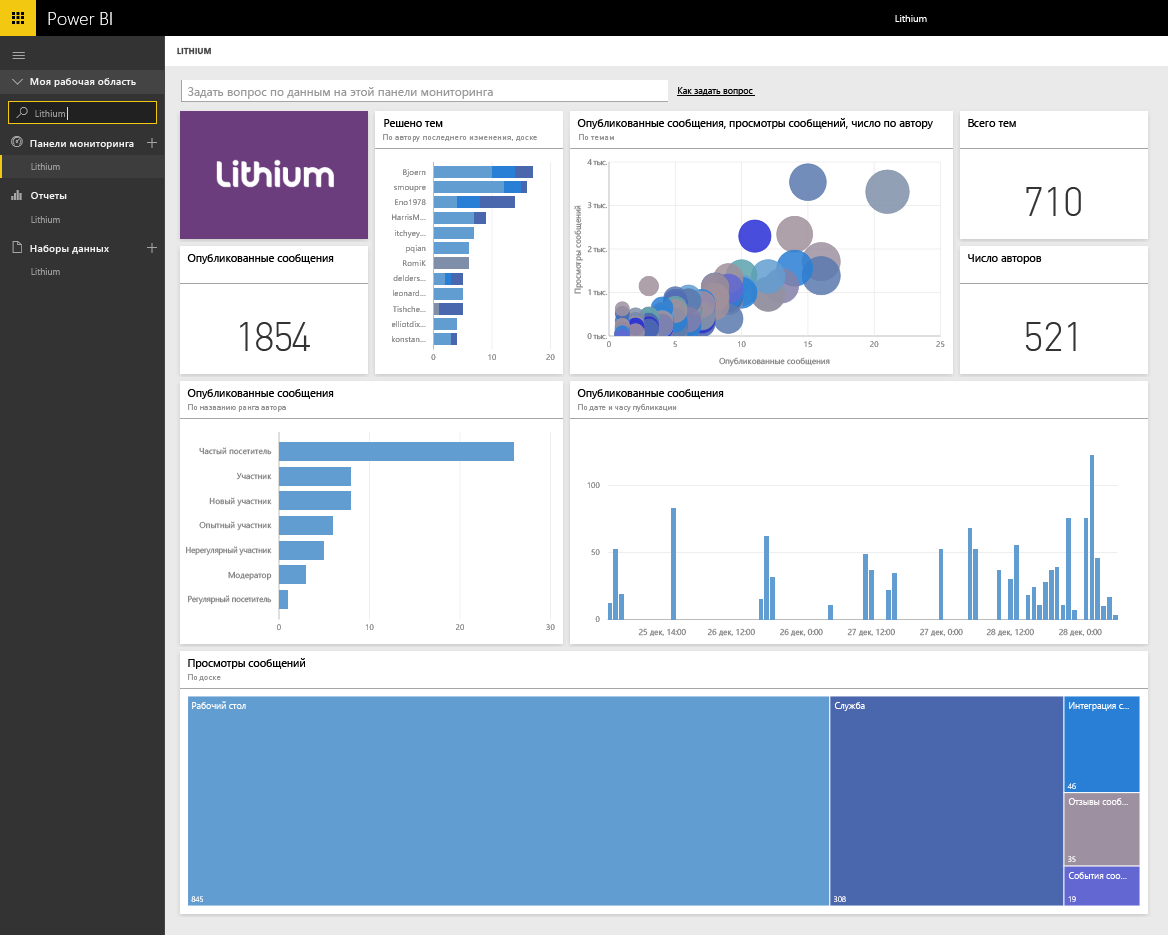 Power BI
Lithium
LITHIUM
Моя рабочая область
Lithium
Панели мониторинга
Lithium
Отчеты
Lithium
Наборы данных
Lithium
Задать вопрос по данным на этой панели мониторинга
Как задать вопрос
Lithium
Решено тем
По автору последнего изменения, доске
Bjoern
smoupre
Eno1978
HarrisM...
itchyey...
pqian
RomiK
delders...
leonard...
Tishche...
elliotdix...
konstan...
0 10 20
Опубликованные сообщения, просмотры сообщений, число по автору
По темам
Просмотры сообщений
4 тыс.
3 тыс.
2 тыс.
1 тыс.
0 тыс.
0 5 10 15 20 25
Опубликованные сообщения
Всего тем
710
Опубликованные сообщения
1854
Число авторов
521
Опубликованные сообщения
По названию ранга автора
Частый посетитель
Участник
Новый участник
Опытный участник
Нерегулярный участник
Модератор
Регулярный посетитель
0 10 20 30
Опубликованные сообщения
По дате и часу публикации
100
50
0
25 дек, 14:00 26 дек, 12:00 26 дек, 0:00 27 дек, 12:00 27 дек, 0:00 28 дек, 12:00 28 дек, 0:00
Просмотры сообщений
По доске
Рабочий стол
845
Служба
308
Интеграция с...
46
Отзывы сооб...
35
События соо...
19